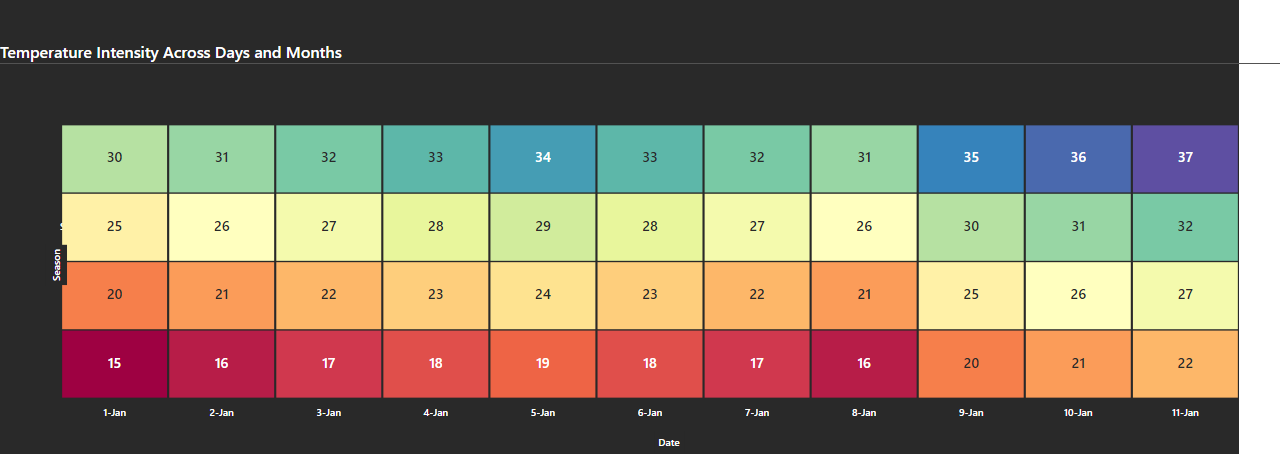 Temperature Intensity Across Days and Months
30 31 32 33 34 33 32 31 35 36 37
25 26 27 28 29 28 27 26 30 31 32
Season
20 21 22 23 24 23 22 21 25 26 27
15 16 17 18 19 18 17 16 20 21 22
1-Jan 2-Jan 3-Jan 4-Jan 5-Jan 6-Jan 7-Jan 8-Jan 9-Jan 10-Jan 11-Jan
Date